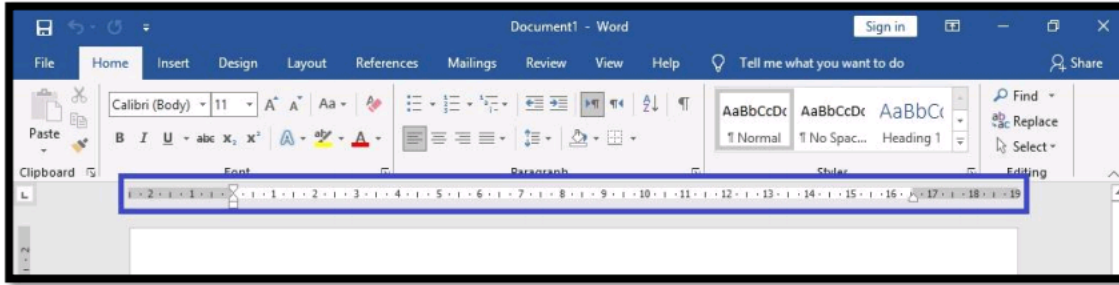 Document1 - Word Sign in
File Home Insert Design Layout References Mailings Review View Help Tell me what you want to do Share
Calibri (Body) 11 A A Aa
AaBbCcDc AaBbCcDc AaBbCc
Find
Replace
Paste
B I U abc X₂ X² A aby A
¶ Normal ¶ No Spac... Heading 1
Select
Clipboard Font Paragraph Styles Editing
2 1 1 2 3 4 5 6 7 8 9 10 11 12 13 14 15 16 17 18 19
2